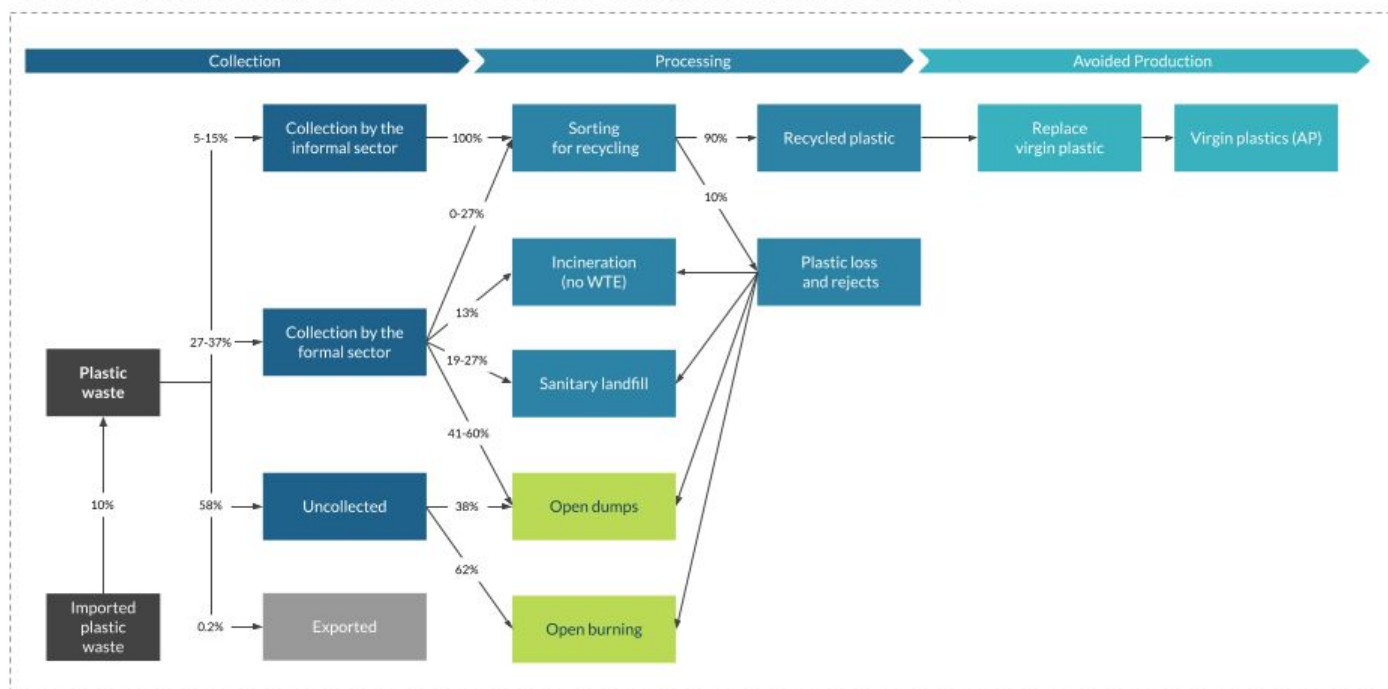 Collection
Processing
Avoided Production
5-15%
Collection by the
informal sector
100%
Sorting
for recycling
90%
Recycled plastic
Replace
virgin plastic
Virgin plastics (AP)
0-27%
10%
Incineration
(no WTE)
Plastic loss
and rejects
13%
27-37%
Collection by the
formal sector
19-27%
Sanitary landfill
Plastic
waste
41-60%
10%
58%
Uncollected
38%
Open dumps
62%
Imported
plastic
waste
0.2%
Exported
Open burning